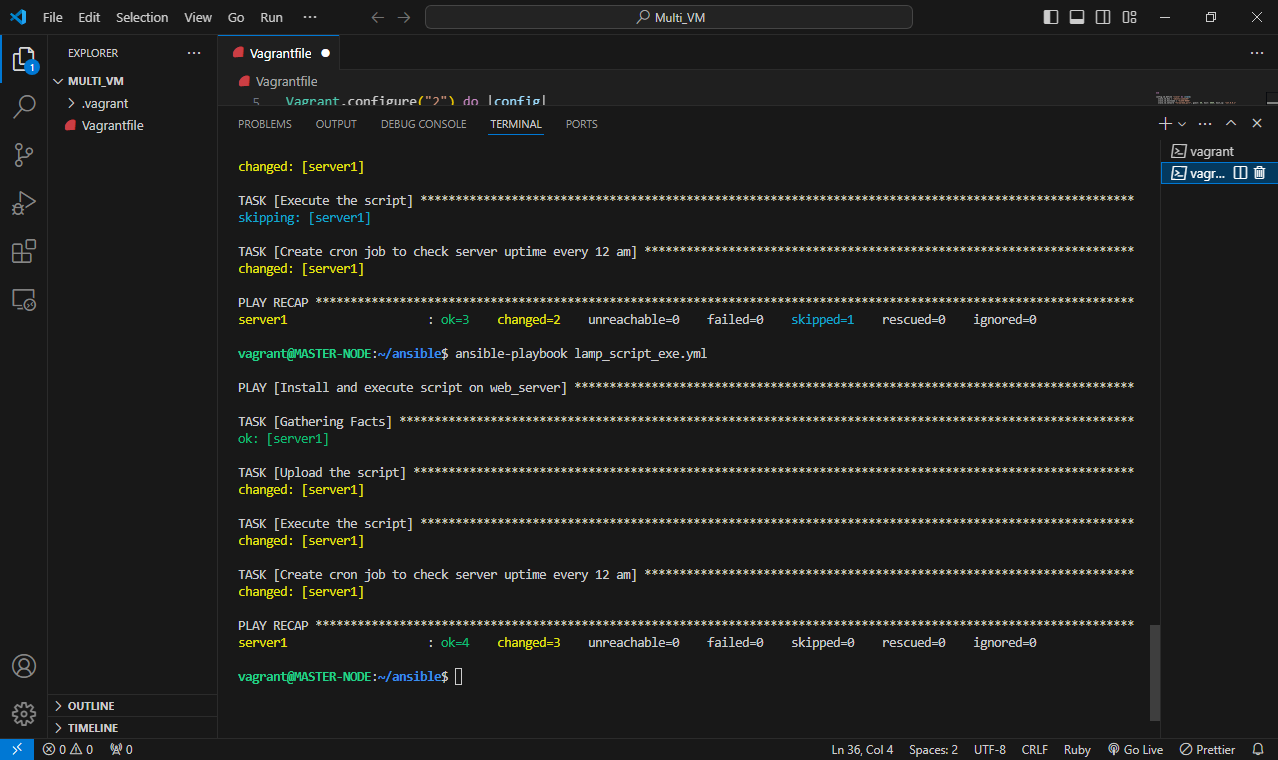 File Edit Selection View Go Run ··· Multi_VM
EXPLORER ···
MULTI_VM
.vagrant
Vagrantfile
1
Vagrantfile
Vagrantfile
5 Vagrant.configure("2") do |config|
PROBLEMS OUTPUT DEBUG CONSOLE TERMINAL PORTS
vagrant
vagr...
changed: [server1]
TASK [Execute the script] ******************************************************************************************************
skipping: [server1]
TASK [Create cron job to check server uptime every 12 am] **********************************************************************
changed: [server1]
PLAY RECAP *********************************************************************************************************************
server1 : ok=3 changed=2 unreachable=0 failed=0 skipped=1 rescued=0 ignored=0
vagrant@MASTER-NODE:~/ansible$ ansible-playbook lamp_script_exe.yml
PLAY [Install and execute script on web_server] ********************************************************************************
TASK [Gathering Facts] *********************************************************************************************************
ok: [server1]
TASK [Upload the script] *******************************************************************************************************
changed: [server1]
TASK [Execute the script] ******************************************************************************************************
changed: [server1]
TASK [Create cron job to check server uptime every 12 am] **********************************************************************
changed: [server1]
PLAY RECAP *********************************************************************************************************************
server1 : ok=4 changed=3 unreachable=0 failed=0 skipped=0 rescued=0 ignored=0
vagrant@MASTER-NODE:~/ansible$
OUTLINE
TIMELINE
0 0 0 Ln 36, Col 4 Spaces: 2 UTF-8 CRLF Ruby Go Live Prettier